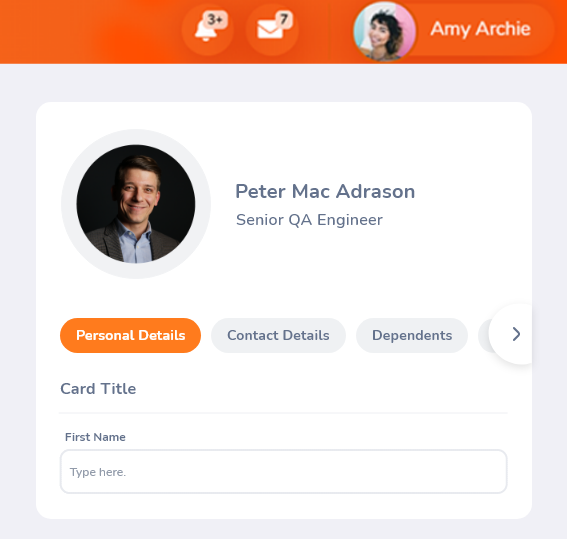 3+
7
Amy Archie
Peter Mac Adrason
Senior QA Engineer
Personal Details
Contact Details
Dependents
Card Title
First Name
Type here.